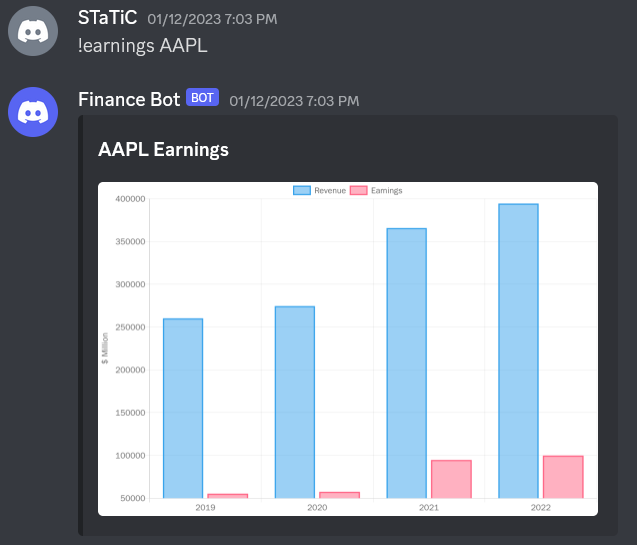 STaTiC 01/12/2023 7:03 PM
!earnings AAPL
Finance Bot BOT 01/12/2023 7:03 PM
AAPL Earnings
Revenue Earnings
400000
350000
300000
250000
200000
150000
100000
50000
$ Million
2019 2020 2021 2022